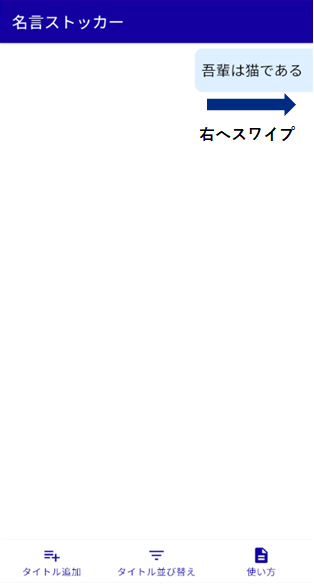 名言ストッカー
吾輩は猫である
右へスワイプ
タイトル追加
タイトル並び替え
使い方